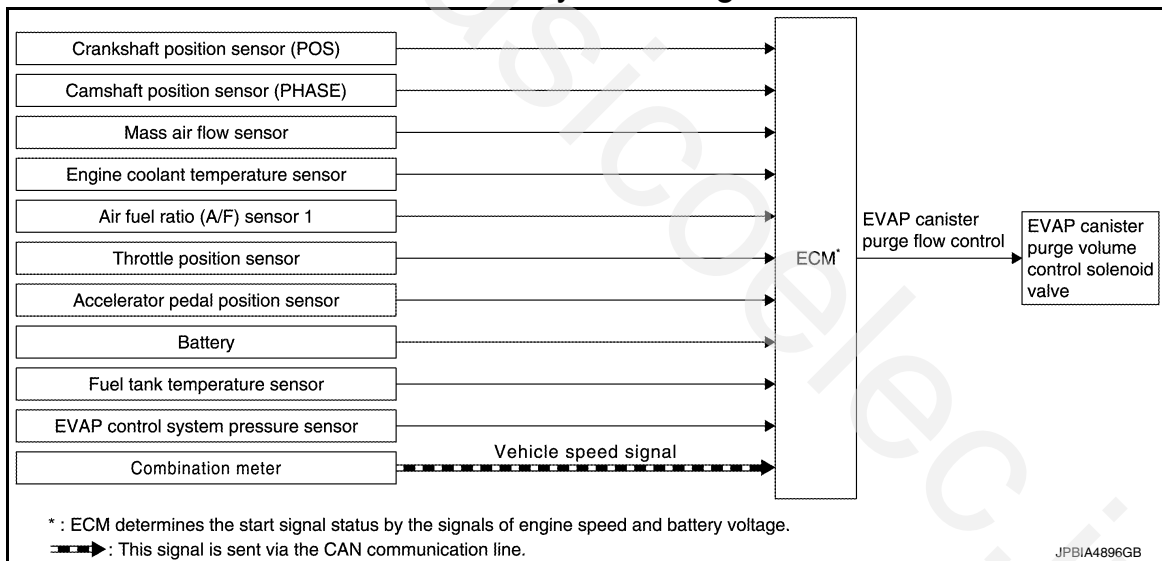 Crankshaft position sensor (POS)
Camshaft position sensor (PHASE)
Mass air flow sensor
Engine coolant temperature sensor
Air fuel ratio (A/F) sensor 1
Throttle position sensor
Accelerator pedal position sensor
Battery
Fuel tank temperature sensor
EVAP control system pressure sensor
Combination meter
Vehicle speed signal
ECM*
EVAP canister
purge flow control
EVAP canister
purge volume
control solenoid
valve
* : ECM determines the start signal status by the signals of engine speed and battery voltage.
: This signal is sent via the CAN communication line.
JPBIA4896GB